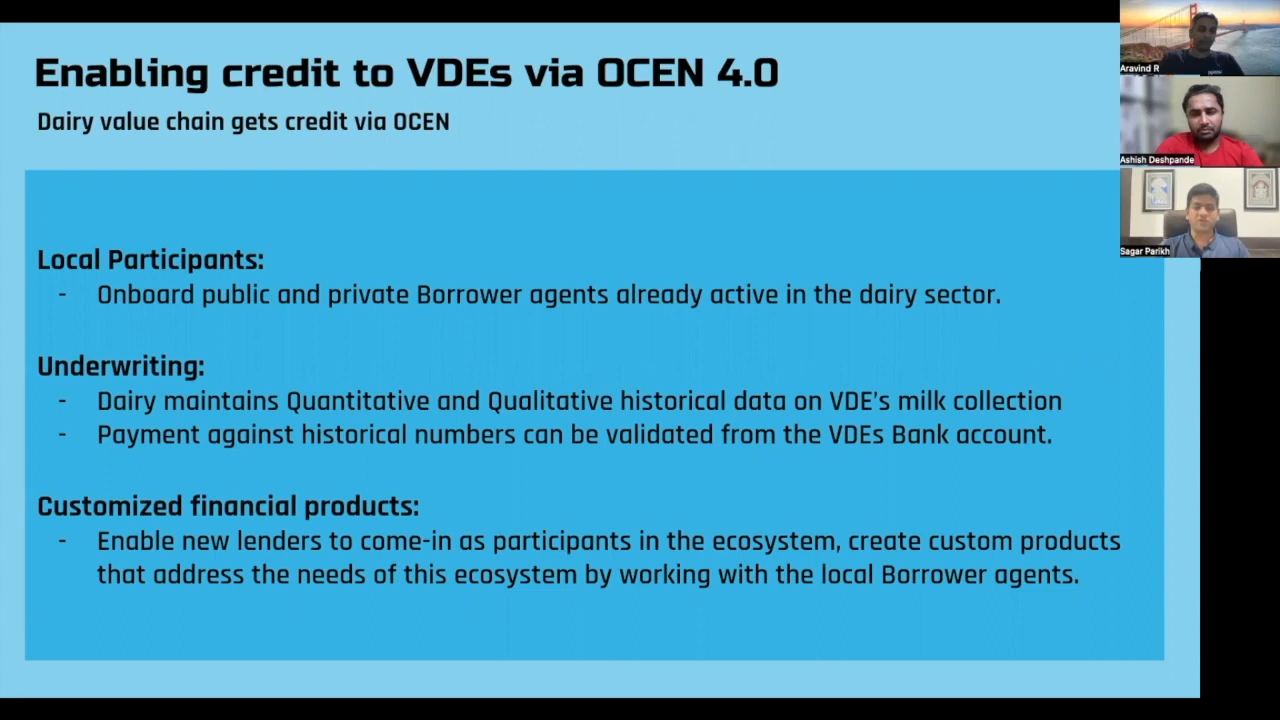 Enabling credit to VDEs via OCEN 4.0
Dairy value chain gets credit via OCEN
Local Participants:
- Onboard public and private Borrower agents already active in the dairy sector.
Underwriting:
- Dairy maintains Quantitative and Qualitative historical data on VDE's milk collection
- Payment against historical numbers can be validated from the VDEs Bank account.
Customized financial products:
- Enable new lenders to come-in as participants in the ecosystem, create custom products
that address the needs of this ecosystem by working with the local Borrower agents.
Aravind R
Ashish Deshpande
Sagar Parikh